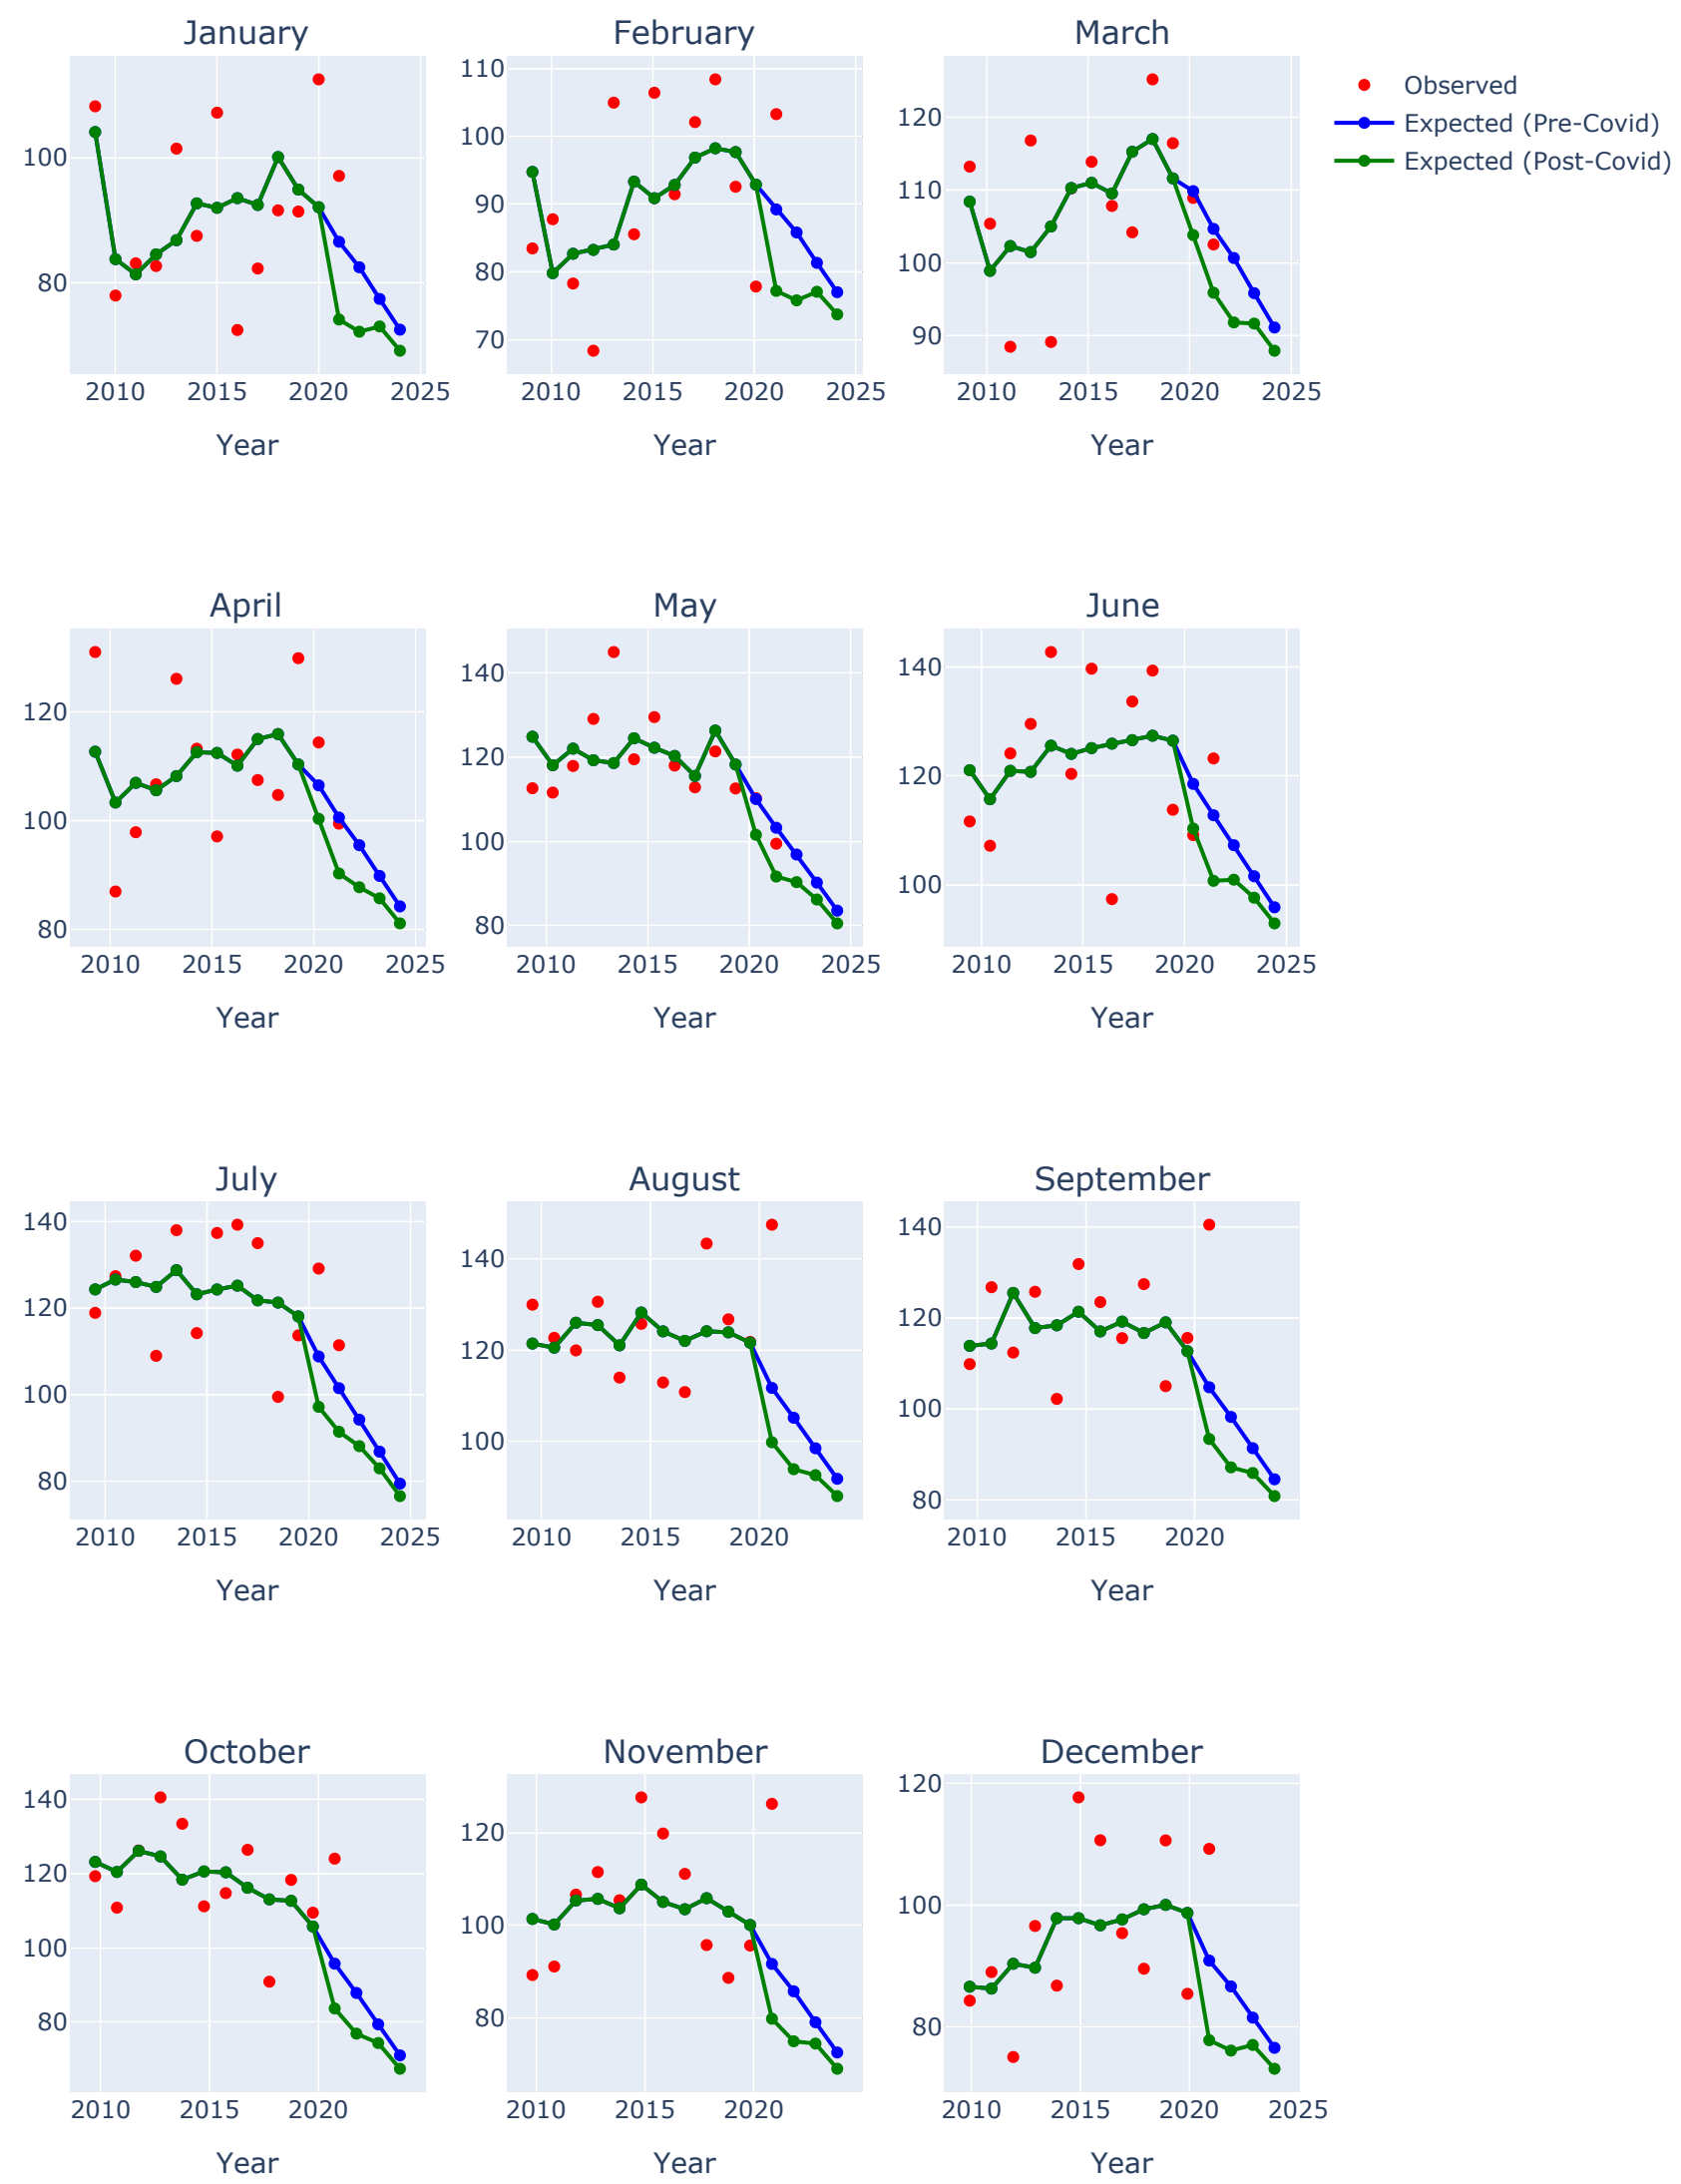 January February March
110
100
80
100
90
80
70
120
110
100
90
Observed
Expected (Pre-Covid)
Expected (Post-Covid)
2010 2015 2020 2025 2010 2015 2020 2025 2010 2015 2020 2025
Year Year Year
April May June
120
100
80
140
120
100
80
140
120
100
2010 2015 2020 2025 2010 2015 2020 2025 2010 2015 2020 2025
Year Year Year
July August September
140
120
100
80
140
120
100
140
120
100
80
2010 2015 2020 2025 2010 2015 2020 2010 2015 2020
Year Year Year
October November December
140
120
100
80
120
100
80
120
100
80
2010 2015 2020 2010 2015 2020 2010 2015 2020 2025
Year Year Year